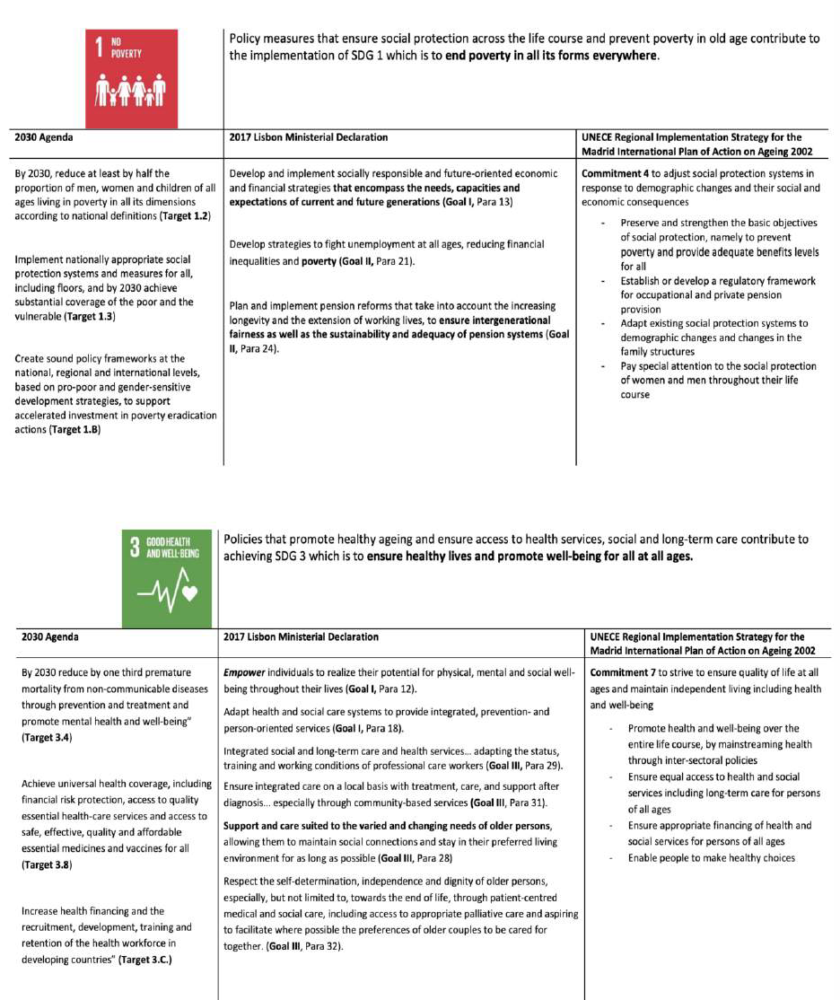 1 NO
POVERTY
Policy measures that ensure social protection across the life course and prevent poverty in old age contribute to
the implementation of SDG 1 which is to end poverty in all its forms everywhere.
2030 Agenda
By 2030, reduce at least by half the
proportion of men, women and children of all
ages living in poverty in all its dimensions
according to national definitions (Target 1.2)
Implement nationally appropriate social
protection systems and measures for all,
including floors, and by 2030 achieve
substantial coverage of the poor and the
vulnerable (Target 1.3)
Create sound policy frameworks at the
national, regional and international levels,
based on pro-poor and gender-sensitive
development strategies, to support
accelerated investment in poverty eradication
actions (Target 1.B)
2017 Lisbon Ministerial Declaration
Develop and implement socially responsible and future-oriented economic
and financial strategies that encompass the needs, capacities and
expectations of current and future generations (Goal I, Para 13)
Develop strategies to fight unemployment at all ages, reducing financial
inequalities and poverty (Goal II, Para 21).
Plan and implement pension reforms that take into account the increasing
longevity and the extension of working lives, to ensure intergenerational
fairness as well as the sustainability and adequacy of pension systems (Goal
II, Para 24).
UNECE Regional Implementation Strategy for the
Madrid International Plan of Action on Ageing 2002
Commitment 4 to adjust social protection systems in
response to demographic changes and their social and
economic consequences
- Preserve and strengthen the basic objectives
of social protection, namely to prevent
poverty and provide adequate benefits levels
for all
- Establish or develop a regulatory framework
for occupational and private pension
provision
- Adapt existing social protection systems to
demographic changes and changes in the
family structures
- Pay special attention to the social protection
of women and men throughout their life
course
3 GOOD HEALTH
AND WELL-BEING
Policies that promote healthy ageing and ensure access to health services, social and long-term care contribute to
achieving SDG 3 which is to ensure healthy lives and promote well-being for all at all ages.
2030 Agenda
By 2030 reduce by one third premature
mortality from non-communicable diseases
through prevention and treatment and
promote mental health and well-being"
(Target 3.4)
Achieve universal health coverage, including
financial risk protection, access to quality
essential health-care services and access to
safe, effective, quality and affordable
essential medicines and vaccines for all
(Target 3.8)
Increase health financing and the
recruitment, development, training and
retention of the health workforce in
developing countries" (Target 3.C.)
2017 Lisbon Ministerial Declaration
Empower individuals to realize their potential for physical, mental and social well-
being throughout their lives (Goal I, Para 12).
Adapt health and social care systems to provide integrated, prevention- and
person-oriented services (Goal I, Para 18).
Integrated social and long-term care and health services... adapting the status,
training and working conditions of professional care workers (Goal III, Para 29).
Ensure integrated care on a local basis with treatment, care, and support after
diagnosis... especially through community-based services (Goal III, Para 31).
Support and care suited to the varied and changing needs of older persons,
allowing them to maintain social connections and stay in their preferred living
environment for as long as possible (Goal III, Para 28)
Respect the self-determination, independence and dignity of older persons,
especially, but not limited to, towards the end of life, through patient-centred
medical and social care, including access to appropriate palliative care and aspiring
to facilitate where possible the preferences of older couples to be cared for
together. (Goal III, Para 32).
UNECE Regional Implementation Strategy for the
Madrid International Plan of Action on Ageing 2002
Commitment 7 to strive to ensure quality of life at all
ages and maintain independent living including health
and well-being
- Promote health and well-being over the
entire life course, by mainstreaming health
through inter-sectoral policies
- Ensure equal access to health and social
services including long-term care for persons
of all ages
- Ensure appropriate financing of health and
social services for persons of all ages
- Enable people to make healthy choices